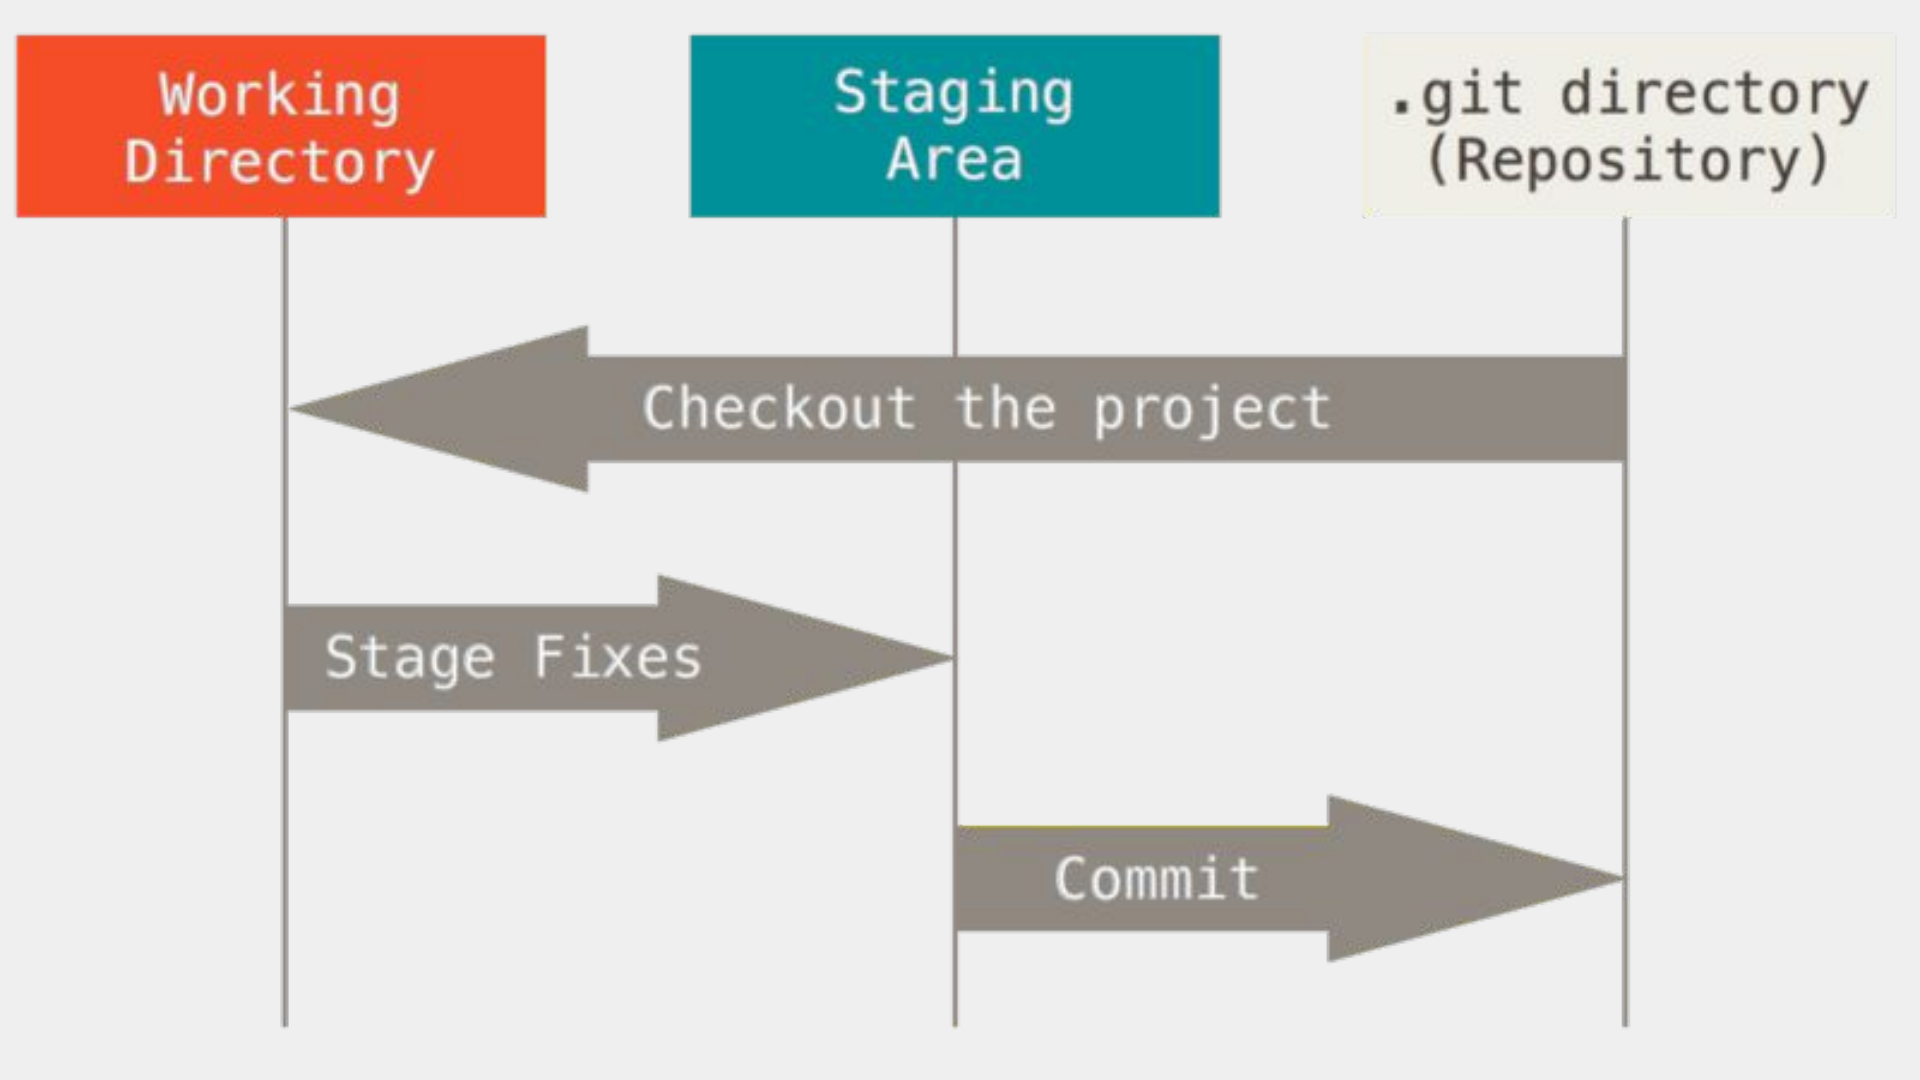 Working
Directory
Staging
Area
.git directory
(Repository)
Checkout the project
Stage Fixes
Commit